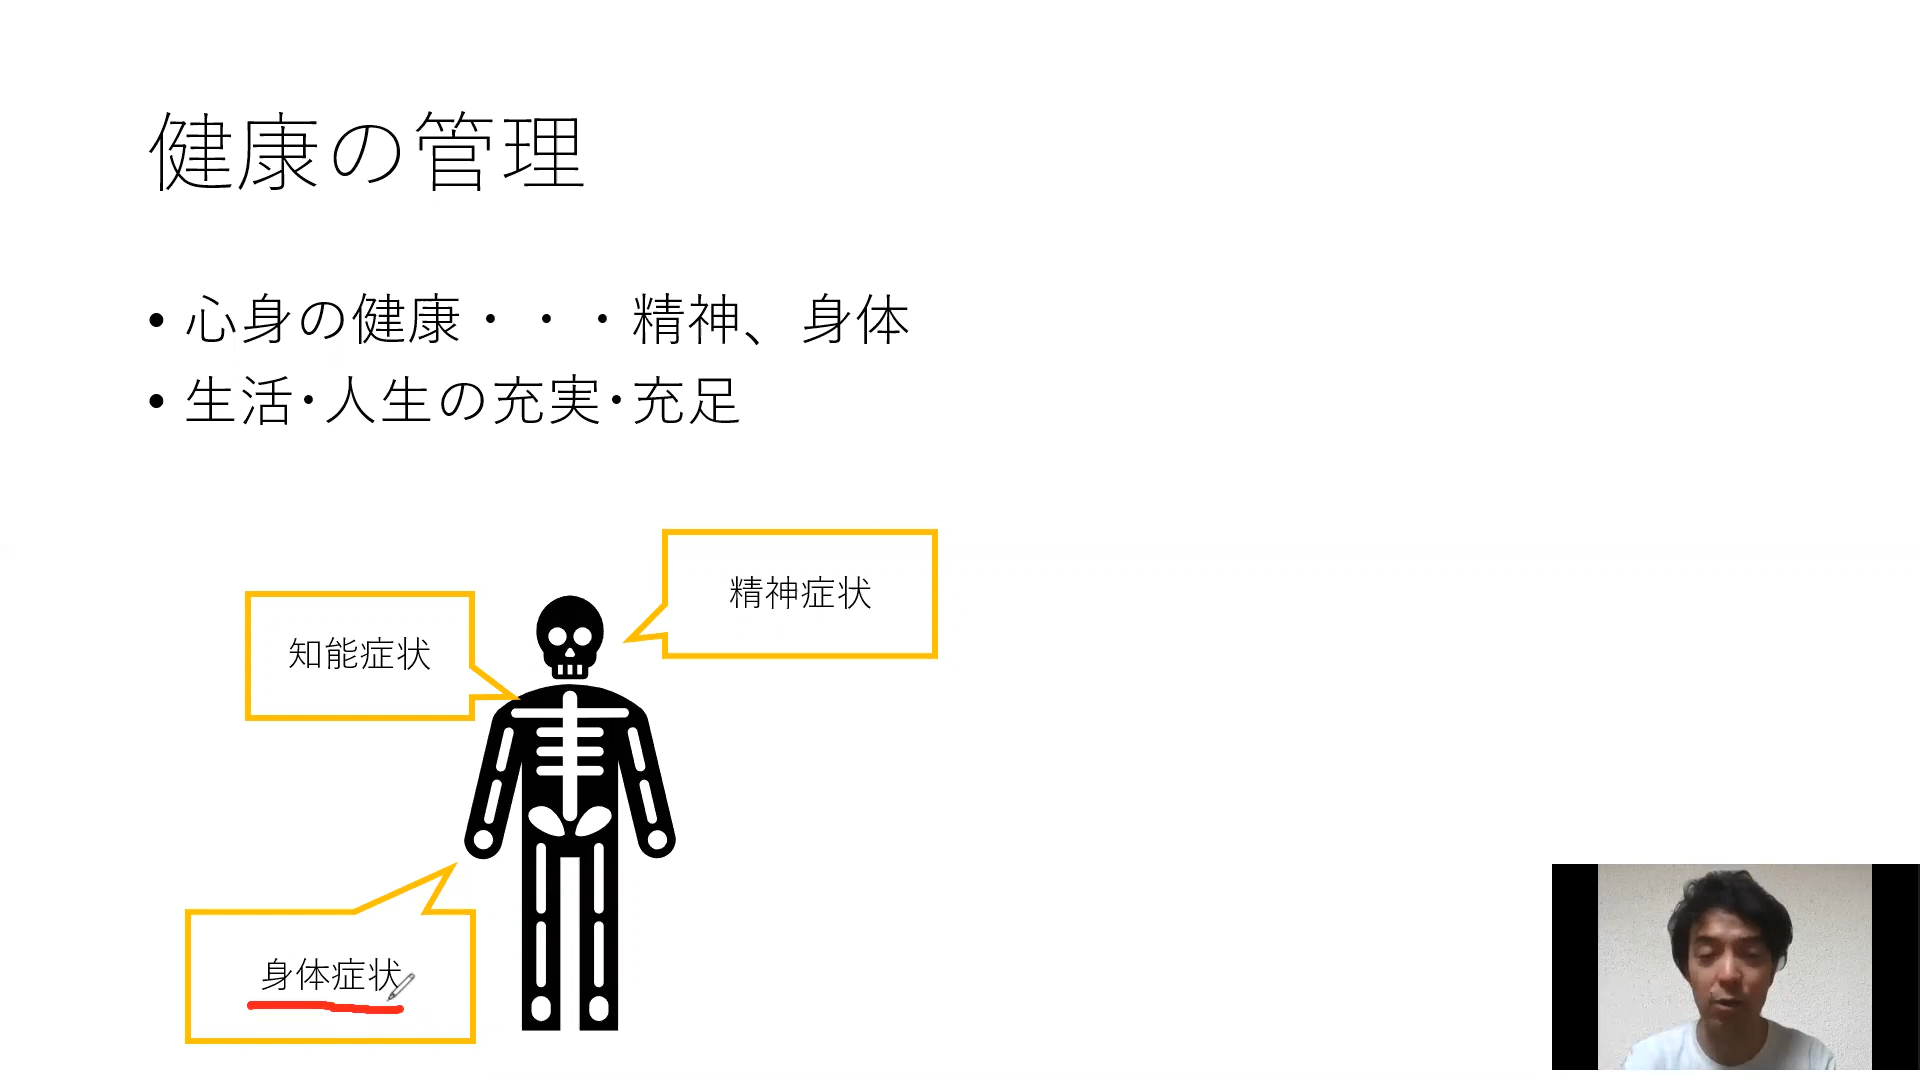 健康の管理
• 心身の健康・・・精神、身体
• 生活･人生の充実･充足
精神症状
知能症状
身体症状